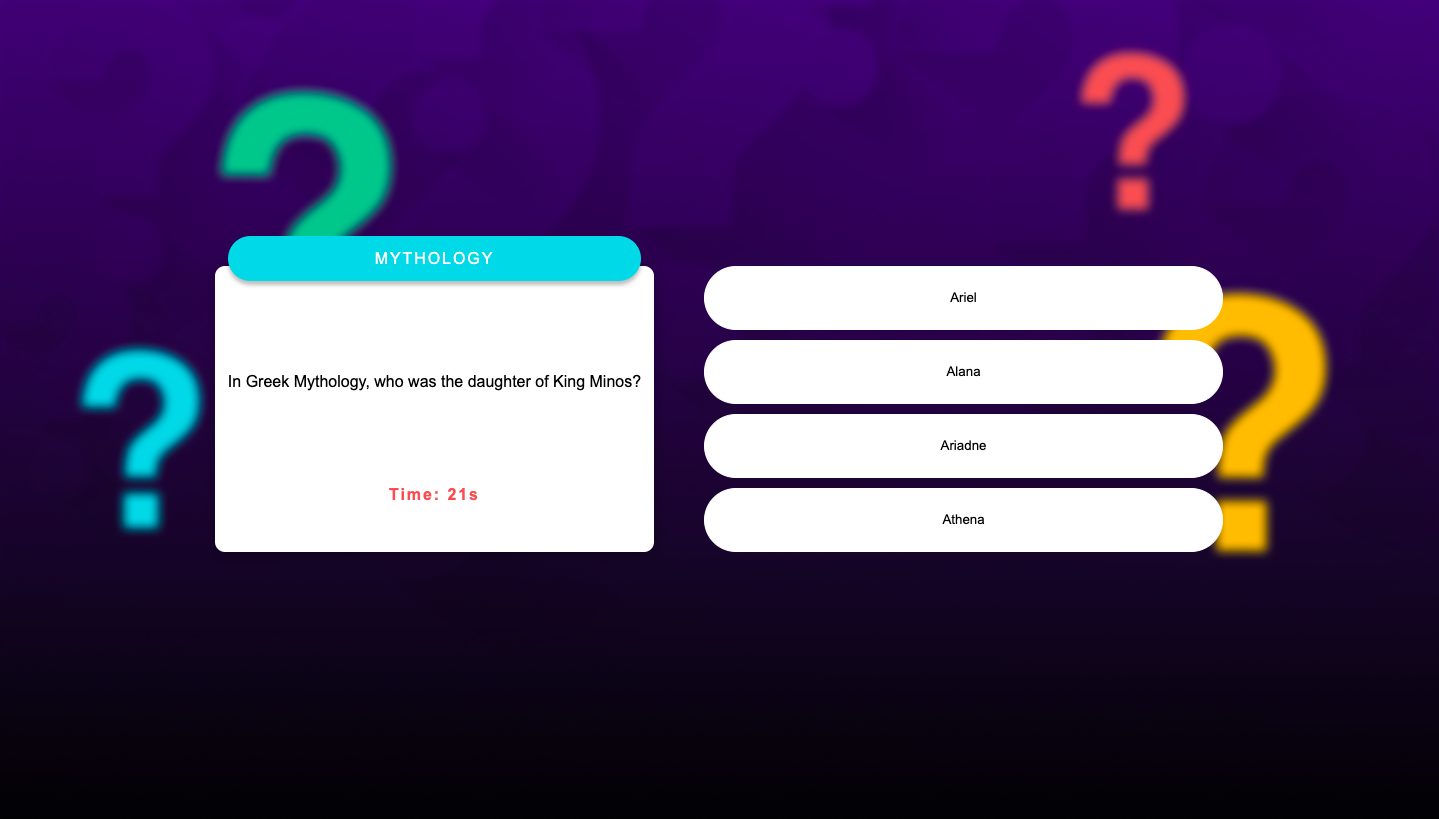 MYTHOLOGY
In Greek Mythology, who was the daughter of King Minos?
Time: 21s
Ariel
Alana
Ariadne
Athena